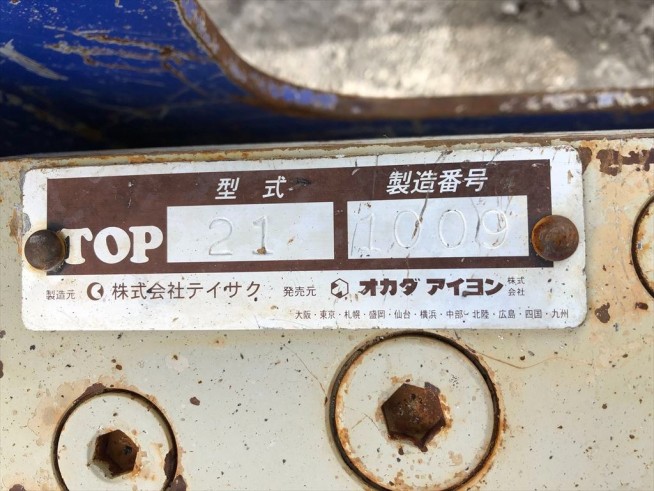 型式 製造番号
TOP 21 1009
製造元 株式会社テイサク 発売元 オカダ アイヨン 株式会社
大阪・東京・札幌・盛岡・仙台・横浜・中部・北陸・広島・四国・九州